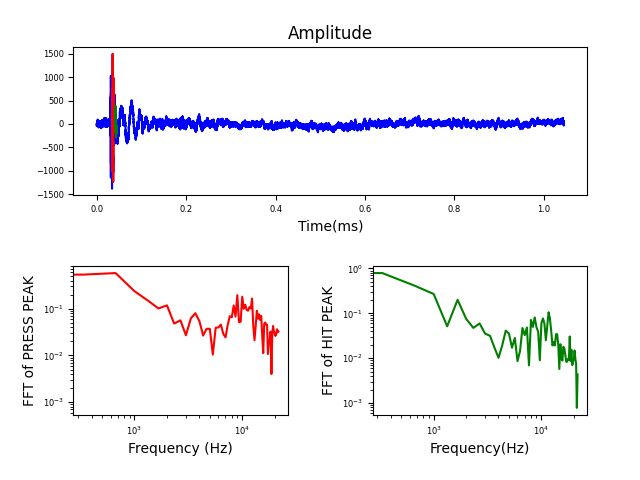 Amplitude
1500
1000
500
0
−500
−1000
−1500
0.0 0.2 0.4 0.6 0.8 1.0
Time(ms)
FFT of PRESS PEAK
10⁻¹
10⁻²
10⁻³
10³ 10⁴
Frequency (Hz)
FFT of HIT PEAK
10⁰
10⁻¹
10⁻²
10⁻³
10³ 10⁴
Frequency(Hz)